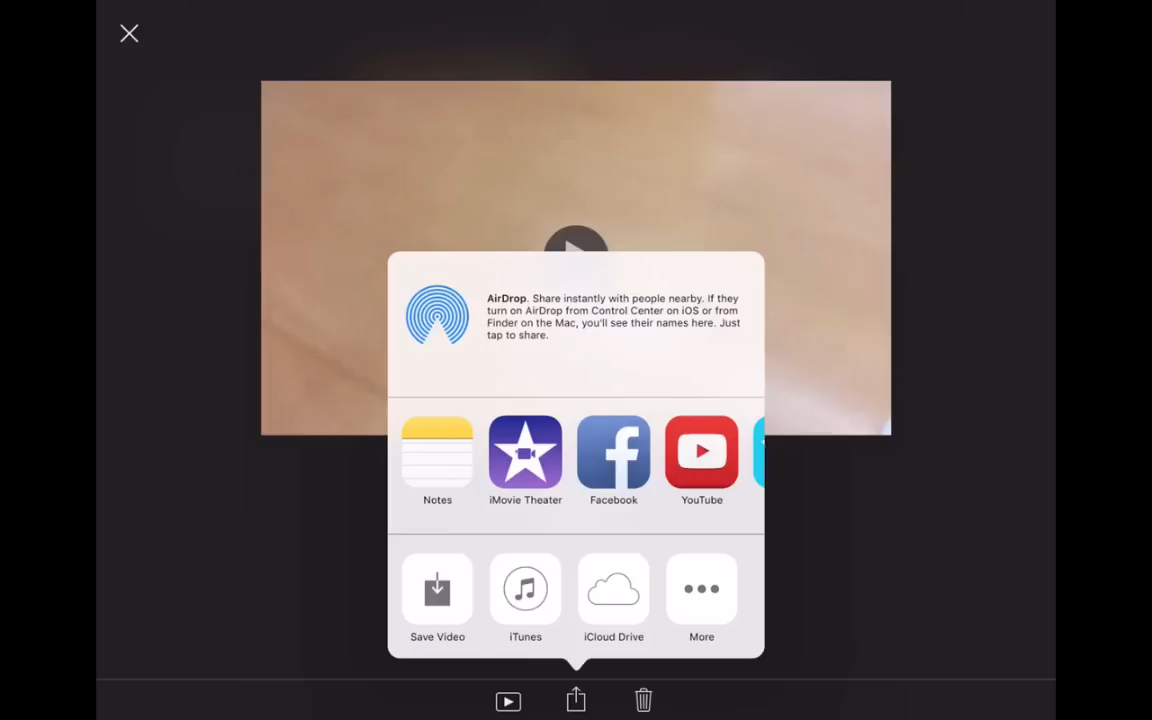 AirDrop. Share instantly with people nearby. If they
turn on AirDrop from Control Center on iOS or from
Finder on the Mac, you'll see their names here. Just
tap to share.
Notes
iMovie Theater
Facebook
YouTube
Save Video
iTunes
iCloud Drive
More